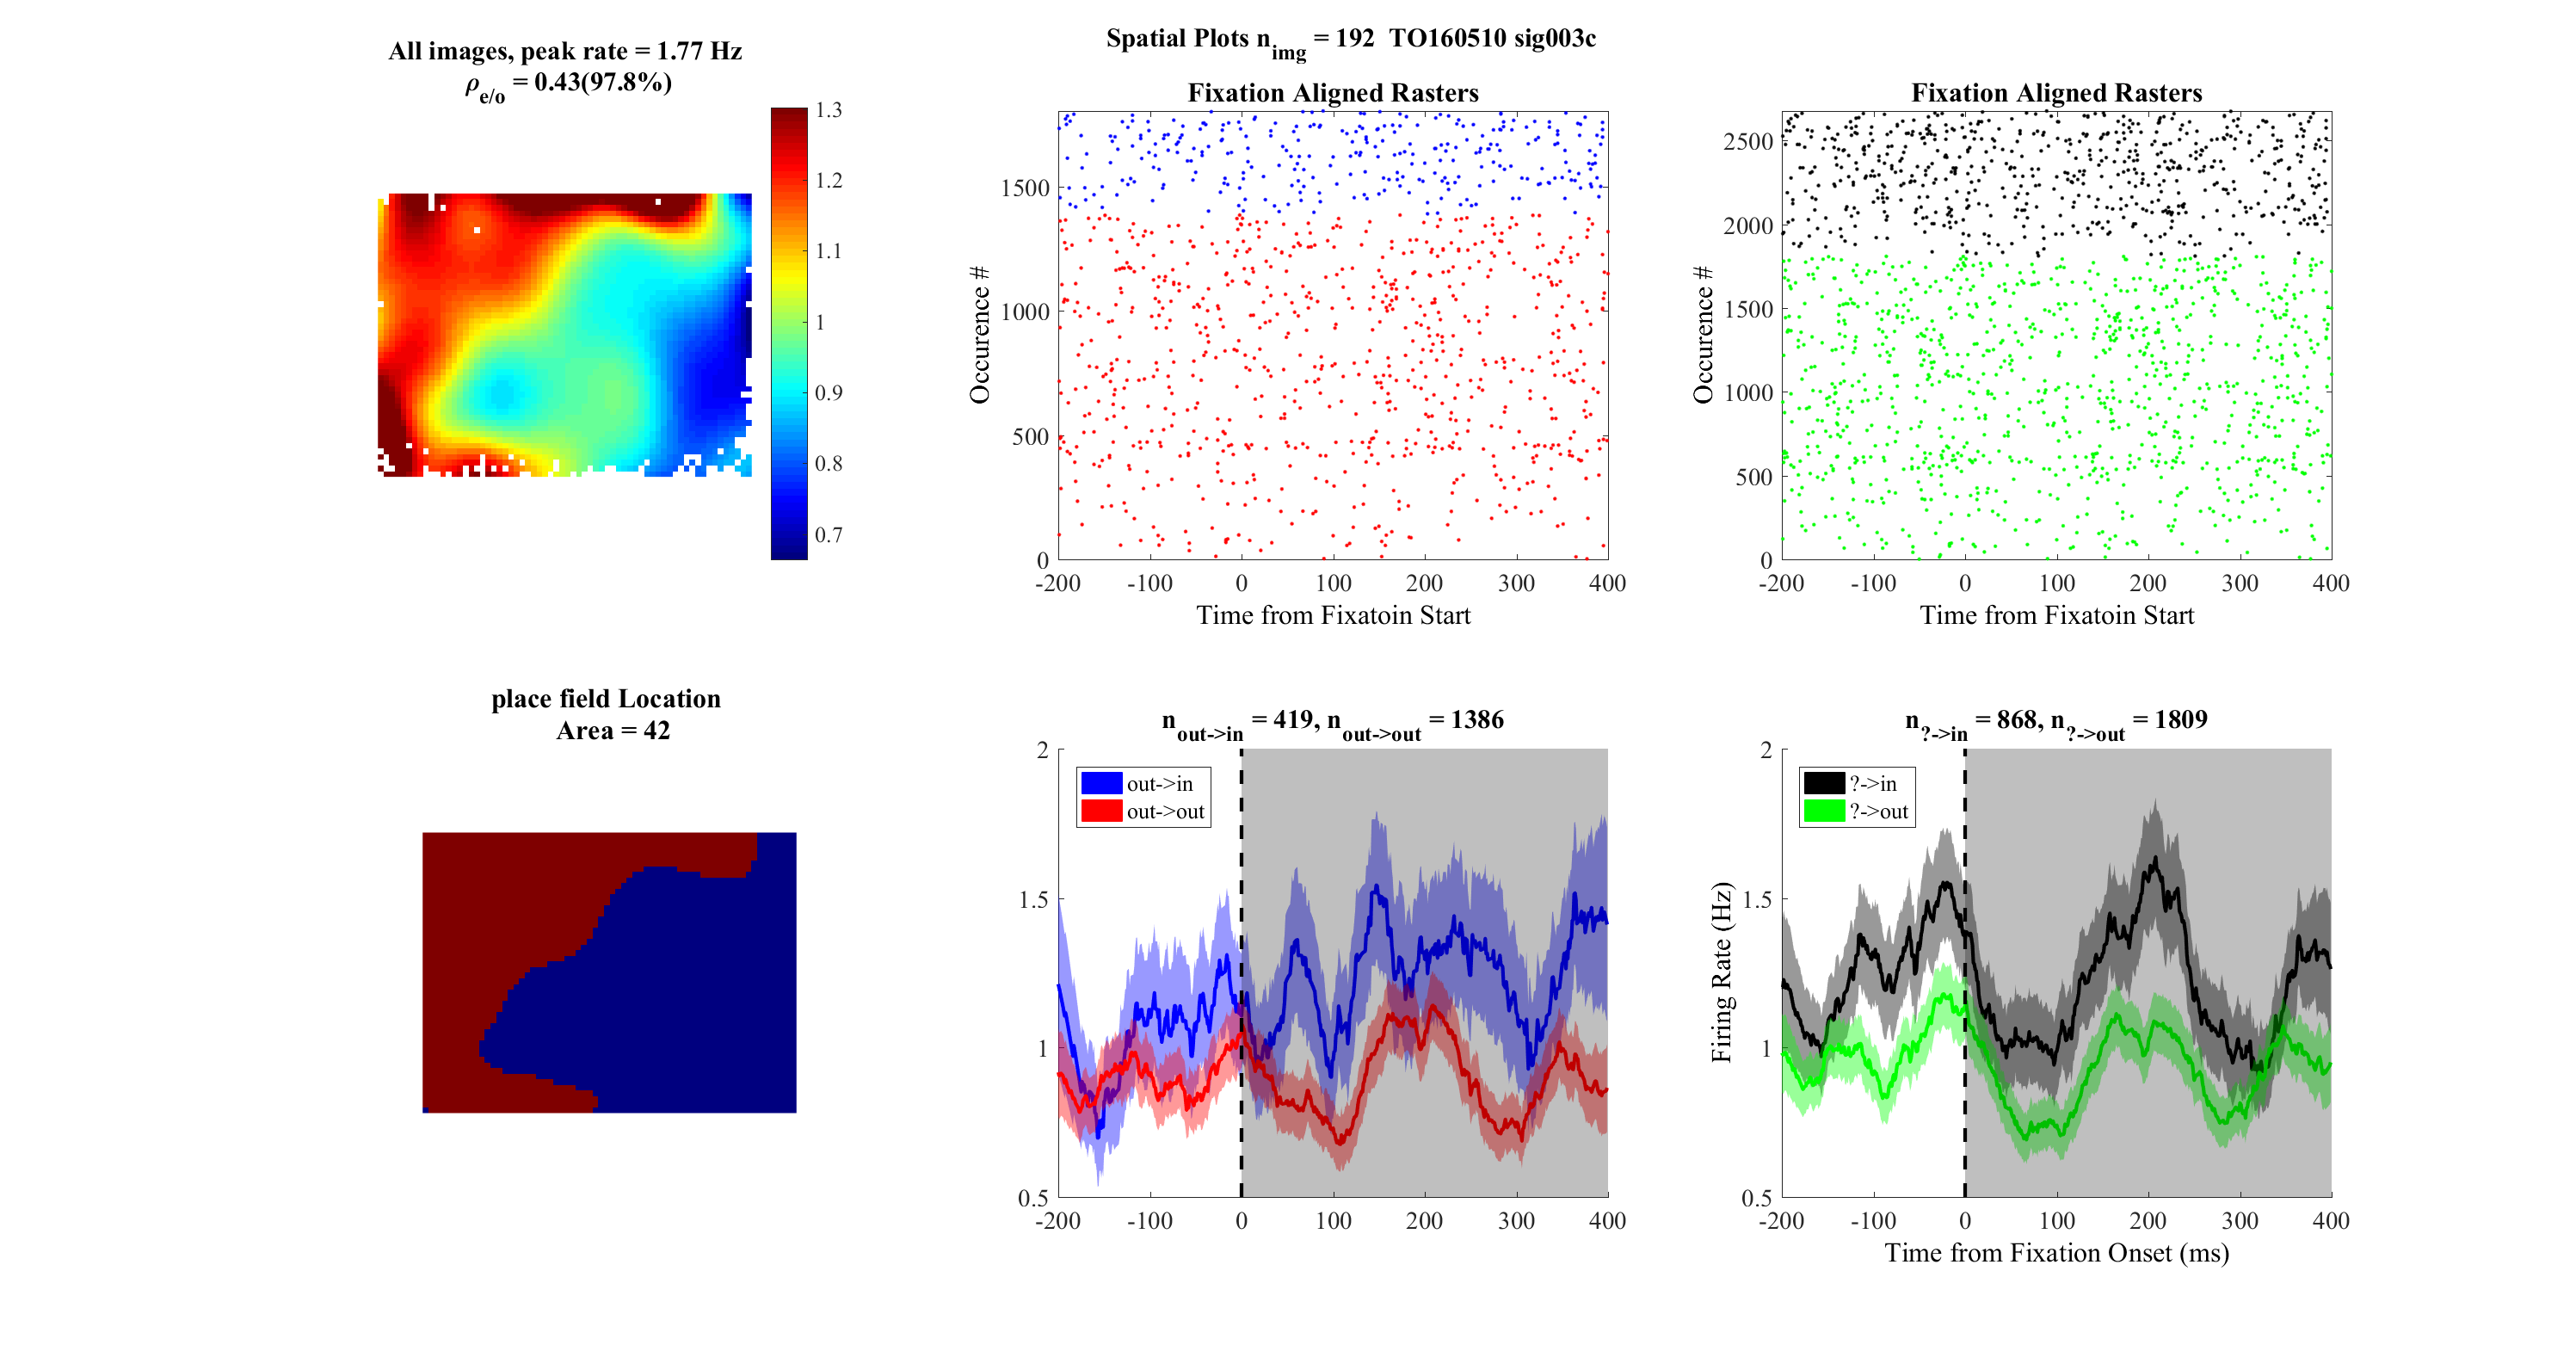 Spatial Plots n_img = 192 TO160510 sig003c
All images, peak rate = 1.77 Hz
ρ_e/o = 0.43(97.8%)
1.3
1.2
1.1
1
0.9
0.8
0.7
Fixation Aligned Rasters
Occurence #
1500
1000
500
0
-200 -100 0 100 200 300 400
Time from Fixatoin Start
Fixation Aligned Rasters
Occurence #
2500
2000
1500
1000
500
0
-200 -100 0 100 200 300 400
Time from Fixatoin Start
place field Location
Area = 42
n_out->in = 419, n_out->out = 1386
2
1.5
1
0.5
out->in
out->out
-200 -100 0 100 200 300 400
n_?->in = 868, n_?->out = 1809
Firing Rate (Hz)
2
1.5
1
0.5
?->in
?->out
-200 -100 0 100 200 300 400
Time from Fixation Onset (ms)